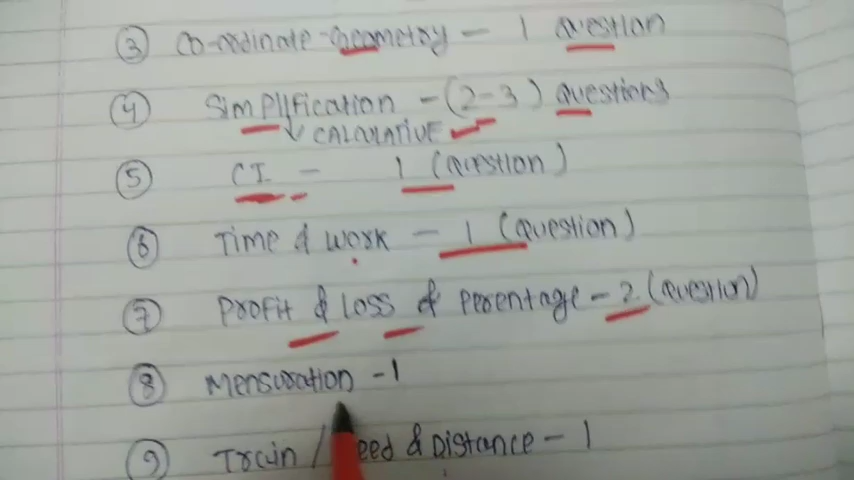 ③ CO-ordinate-Geometry - 1 Question
④ Simplification - (2-3) Questions
↓ CALCULATIVE
⑤ CI - 1 (Question)
⑥ Time & Work - 1 (Question)
⑦ Profit & Loss & Percentage - 2 (Question)
⑧ Mensuration - 1
⑨ Train / eed & Distance - 1